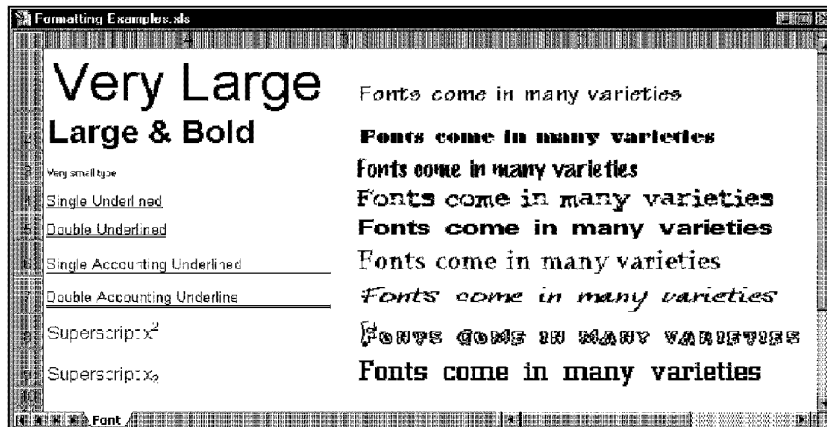 Formatting Examples.xls
Very Large
Fonts come in many varieties
Large & Bold
Fonts come in many varieties
Very small type
Fonts come in many varieties
Single Underlined
Fonts come in many varieties
Double Underlined
Fonts come in many varieties
Single Accounting Underlined
Fonts come in many varieties
Double Accounting Underline
Fonts come in many varieties
Superscript x²
FONTS COME IN MANY VARIETIES
Superscript x₂
Fonts come in many varieties
Font